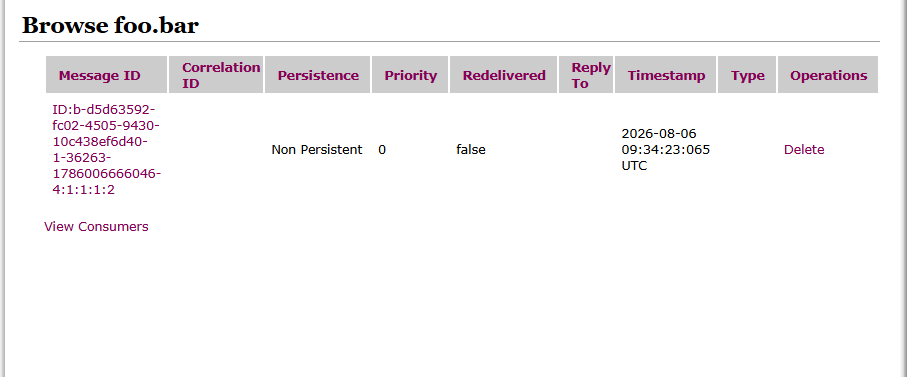 Browse foo.bar
Message ID Correlation ID Persistence Priority Redelivered Reply To Timestamp Type Operations
ID:b-d5d63592-
fc02-4505-9430-
10c438ef6d40-
1-36263-
1786006666046-
4:1:1:1:2
Non Persistent 0 false
2026-08-06
09:34:23:065
UTC
Delete
View Consumers